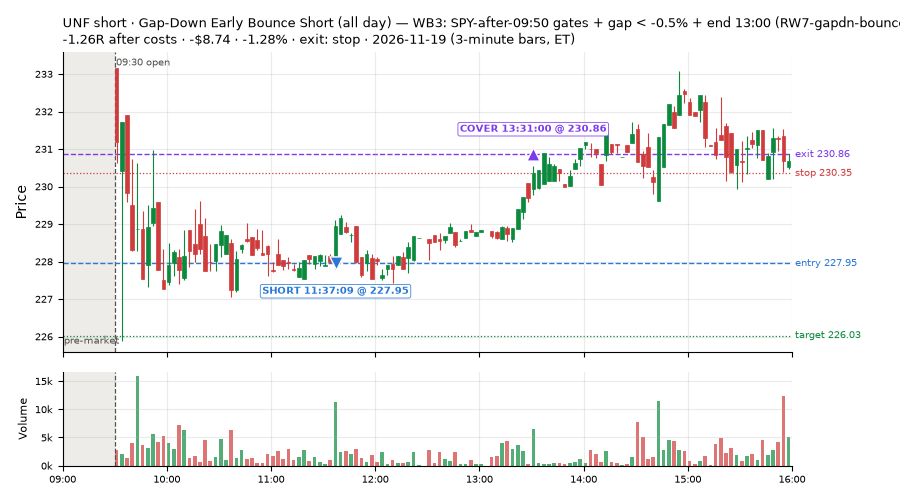 UNF short · Gap-Down Early Bounce Short (all day) — WB3: SPY-after-09:50 gates + gap < -0.5% + end 13:00 (RW7-gapdn-bounce
-1.26R after costs · -$8.74 · -1.28% · exit: stop · 2026-11-19 (3-minute bars, ET)
09:30 open
233
232
COVER 13:31:00 @ 230.86
231
exit 230.86
stop 230.35
230
Price
229
228
entry 227.95
SHORT 11:37:09 @ 227.95
227
226
target 226.03
pre-market
15k
10k
Volume
5k
0k
09:00
10:00
11:00
12:00
13:00
14:00
15:00
16:00